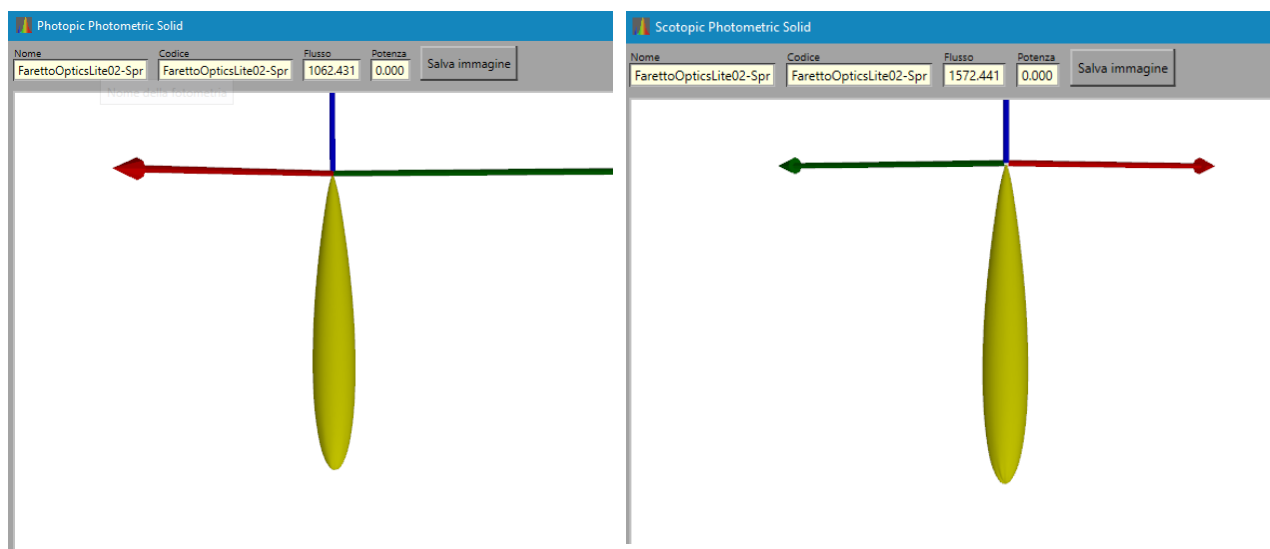 Photopic Photometric Solid
Nome Codice Flusso Potenza
FarettoOpticsLite02-Spr FarettoOpticsLite02-Spr 1062.431 0.000 Salva immagine
Nome della fotometria
Scotopic Photometric Solid
Nome Codice Flusso Potenza
FarettoOpticsLite02-Spr FarettoOpticsLite02-Spr 1572.441 0.000 Salva immagine